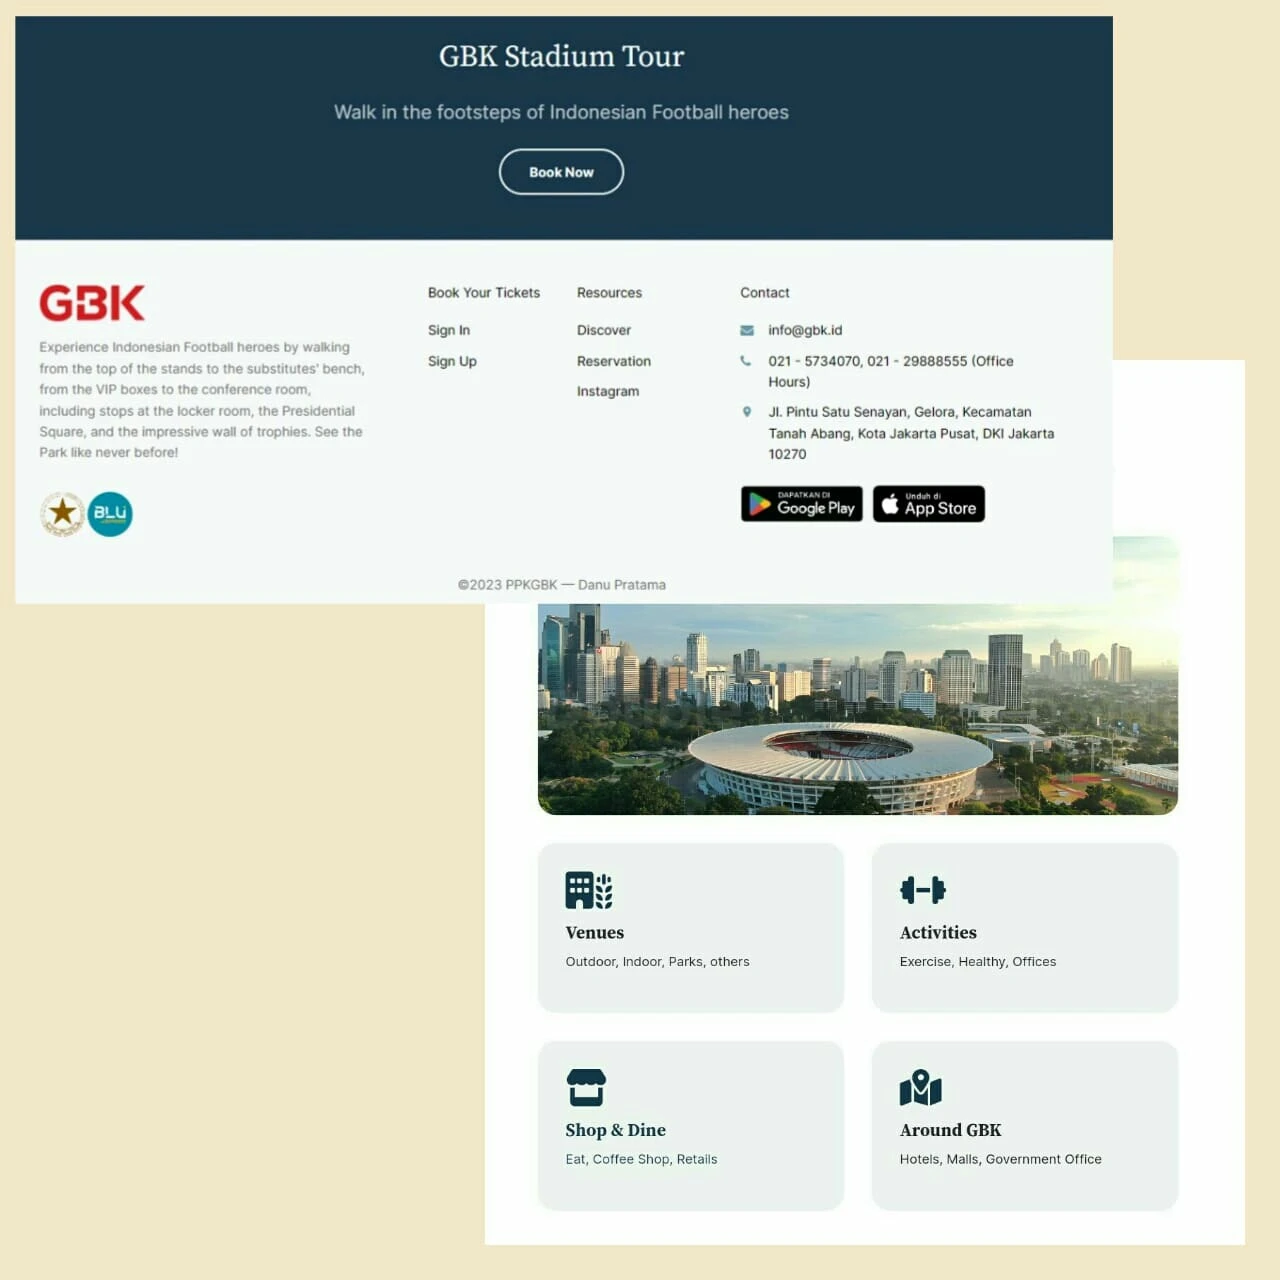 GBK Stadium Tour
Walk in the footsteps of Indonesian Football heroes
Book Now
GBK
Experience Indonesian Football heroes by walking
from the top of the stands to the substitutes' bench,
from the VIP boxes to the conference room,
including stops at the locker room, the Presidential
Square, and the impressive wall of trophies. See the
Park like never before!
BLU
Book Your Tickets
Sign In
Sign Up
Resources
Discover
Reservation
Instagram
Contact
info@gbk.id
021 - 5734070, 021 - 29888555 (Office
Hours)
Jl. Pintu Satu Senayan, Gelora, Kecamatan
Tanah Abang, Kota Jakarta Pusat, DKI Jakarta
10270
DAPATKAN DI
Google Play
Unduh di
App Store
©2023 PPKGBK — Danu Pratama
Venues
Outdoor, Indoor, Parks, others
Activities
Exercise, Healthy, Offices
Shop & Dine
Eat, Coffee Shop, Retails
Around GBK
Hotels, Malls, Government Office